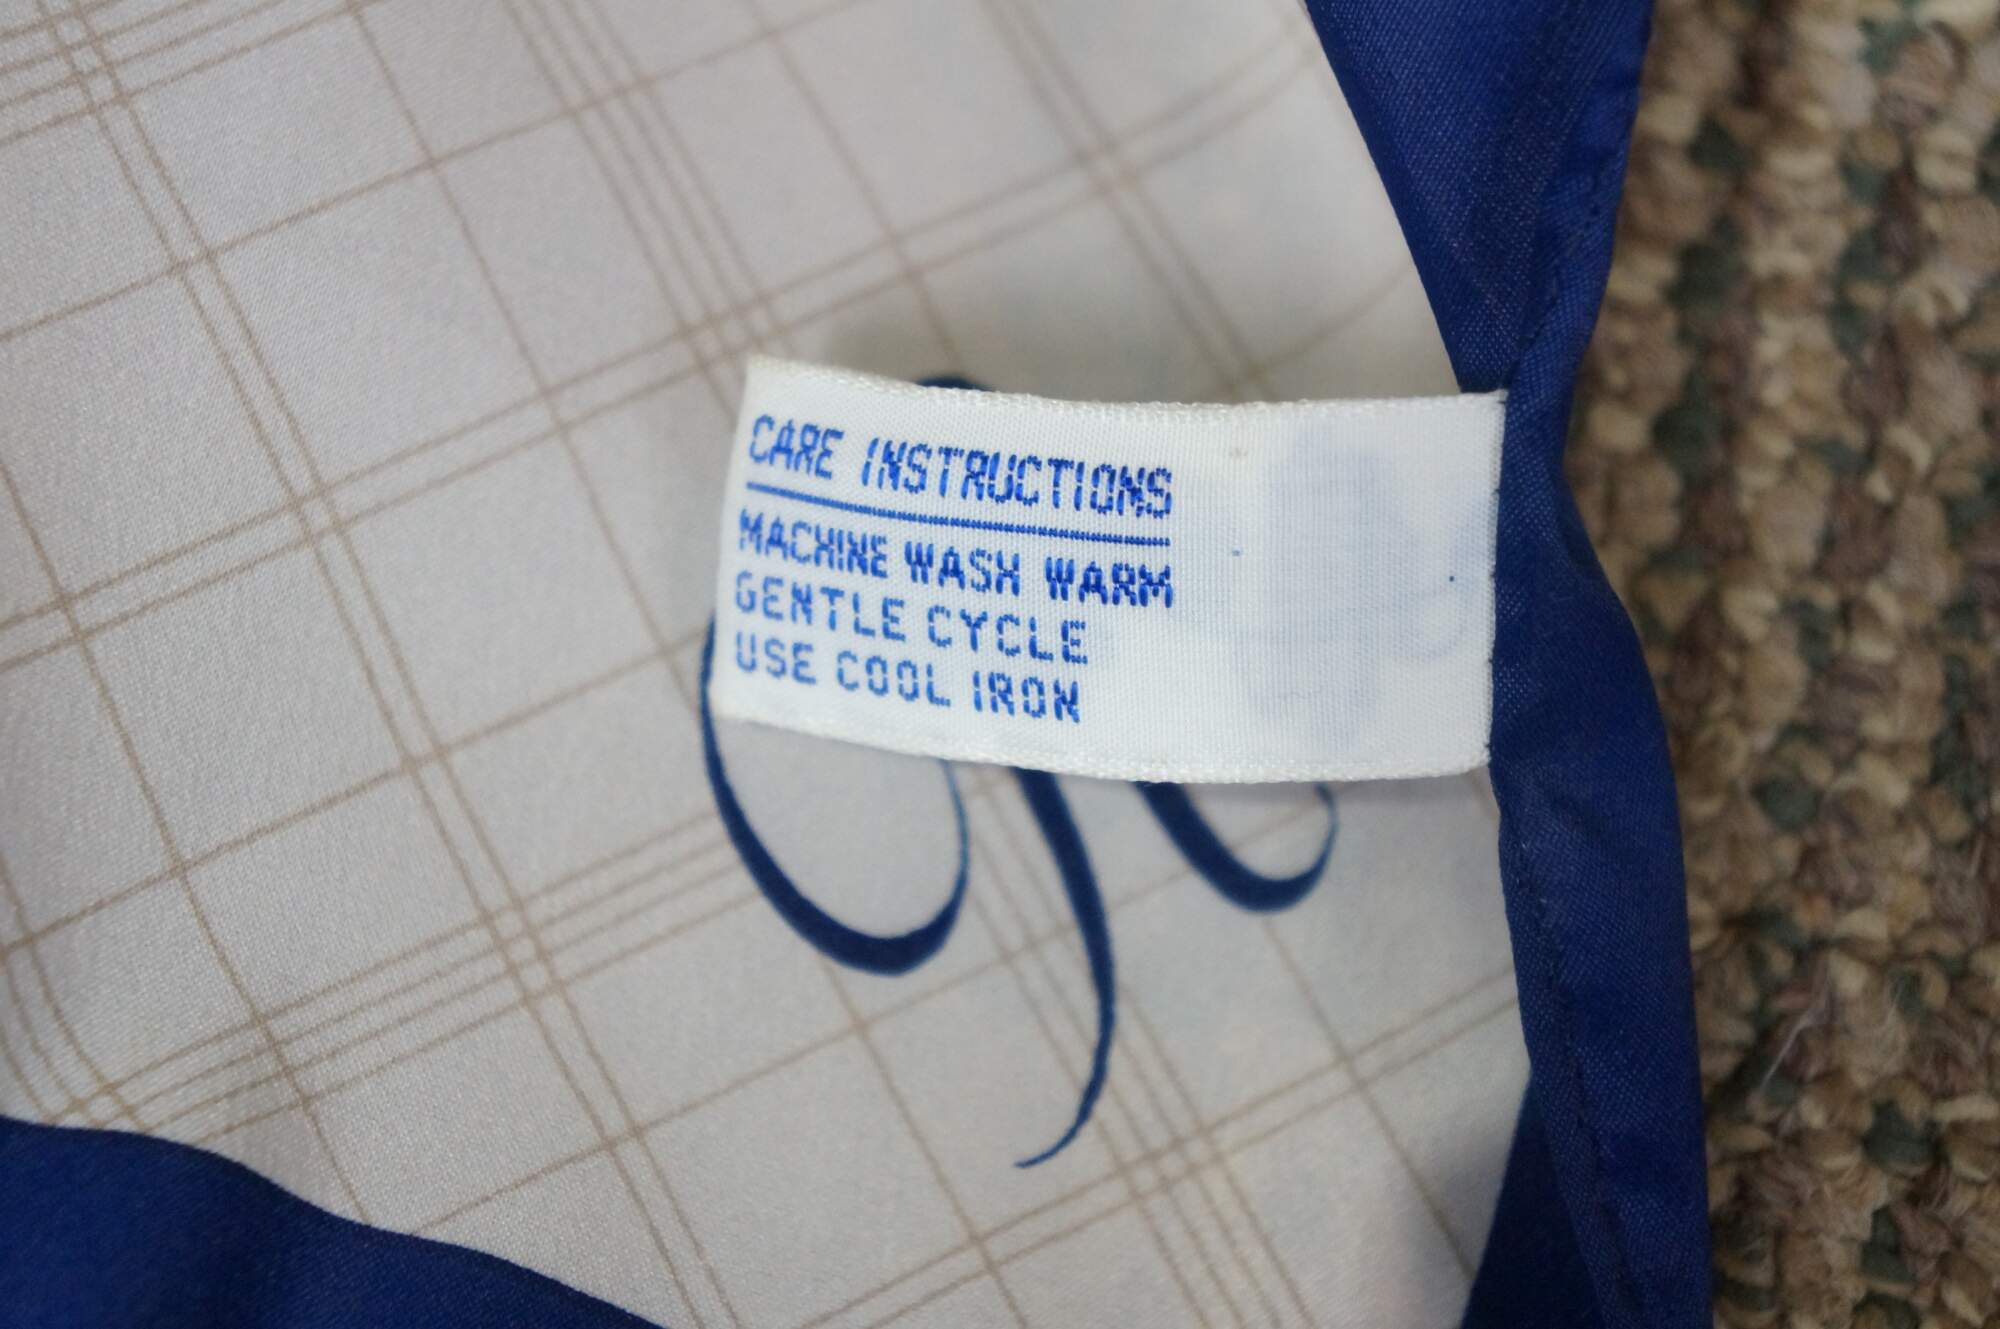 CARE INSTRUCTIONS
MACHINE WASH WARM
GENTLE CYCLE
USE COOL IRON